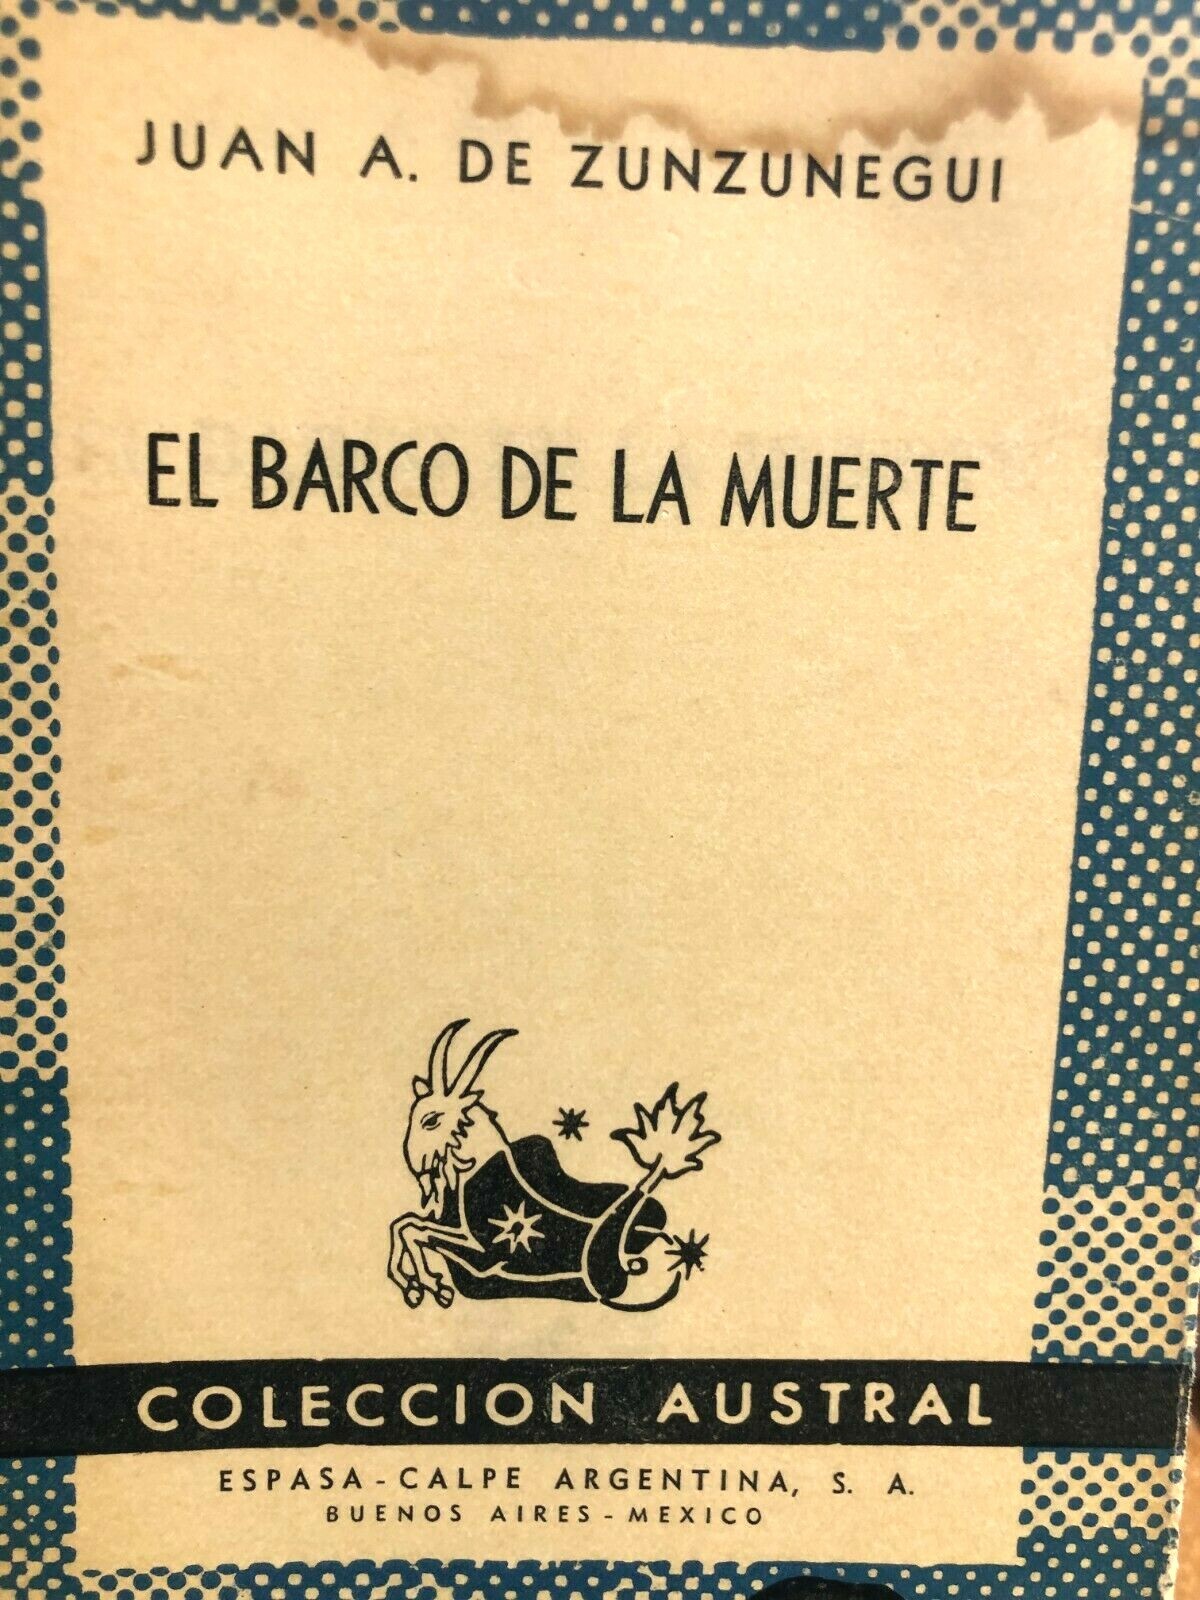 JUAN A. DE ZUNZUNEGUI
EL BARCO DE LA MUERTE
COLECCION AUSTRAL
ESPASA - CALPE ARGENTINA, S. A.
BUENOS AIRES - MEXICO